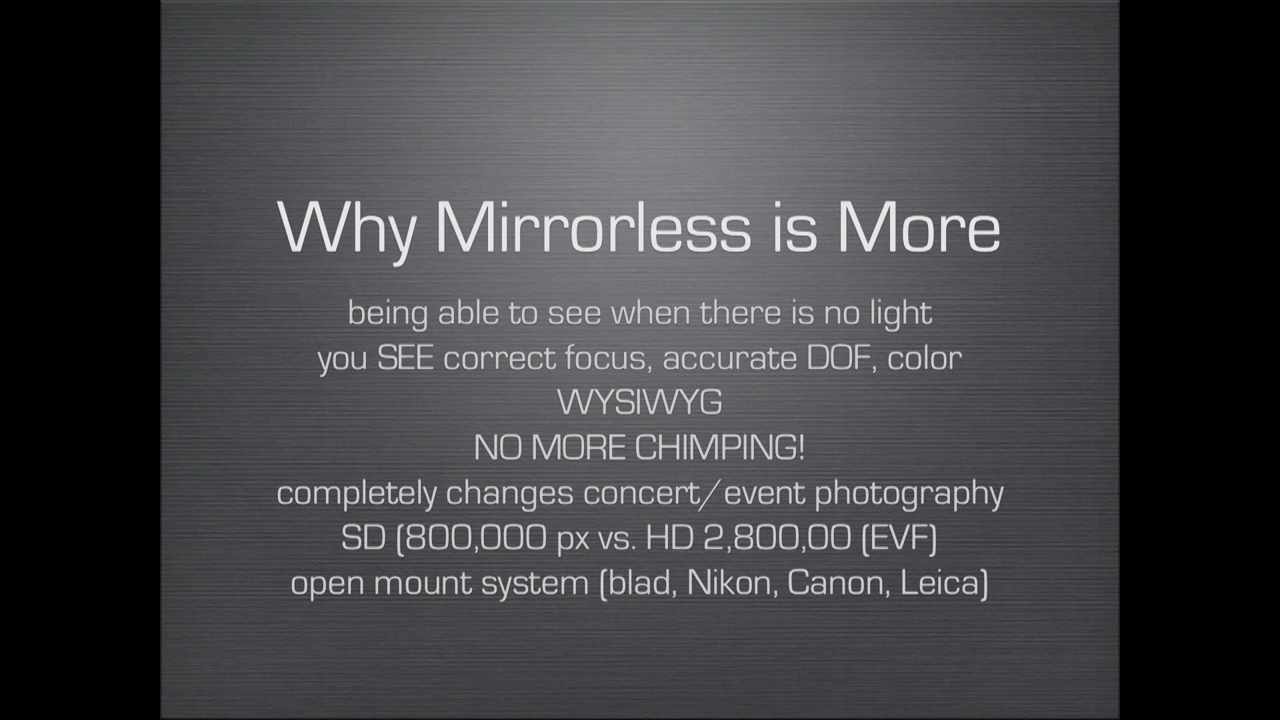 Why Mirrorless is More
being able to see when there is no light
you SEE correct focus, accurate DOF, color
WYSIWYG
NO MORE CHIMPING!
completely changes concert/event photography
SD (800,000 px vs. HD 2,800,00 (EVF)
open mount system (blad, Nikon, Canon, Leica)